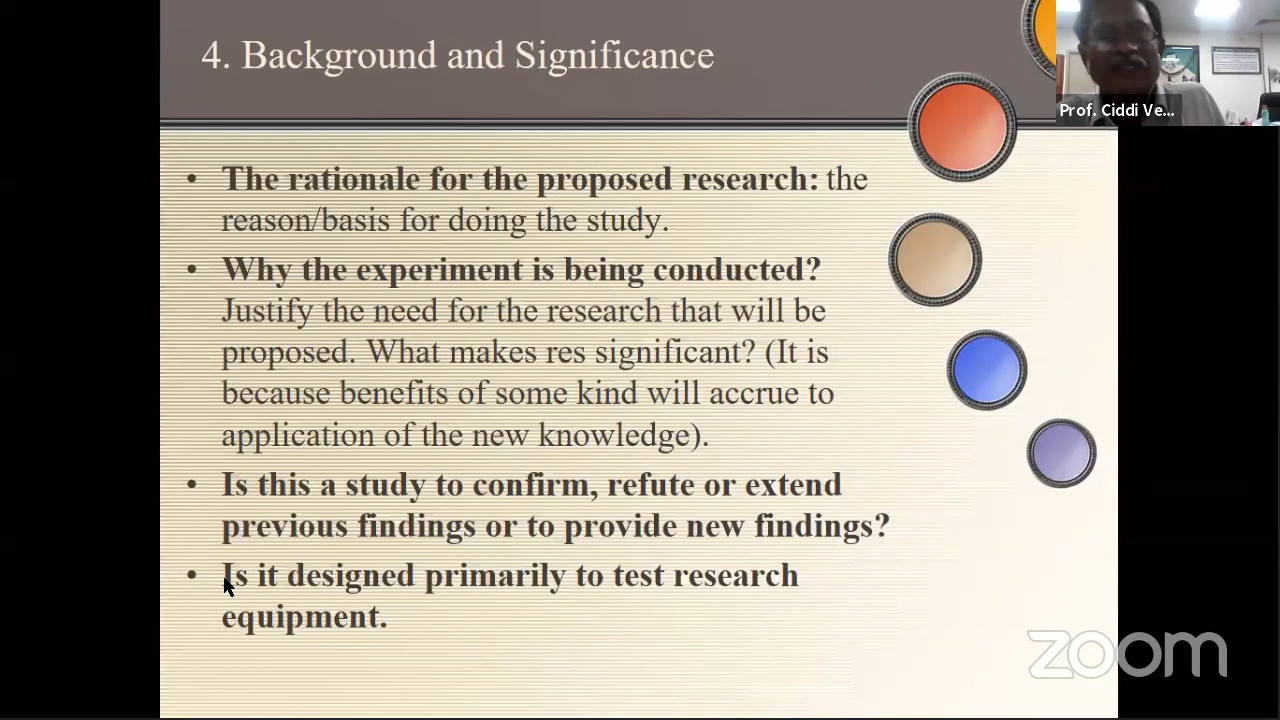 4. Background and Significance
Prof. Ciddi Ve...
• The rationale for the proposed research: the
reason/basis for doing the study.
• Why the experiment is being conducted?
Justify the need for the research that will be
proposed. What makes res significant? (It is
because benefits of some kind will accrue to
application of the new knowledge).
• Is this a study to confirm, refute or extend
previous findings or to provide new findings?
• Is it designed primarily to test research
equipment.
zoom